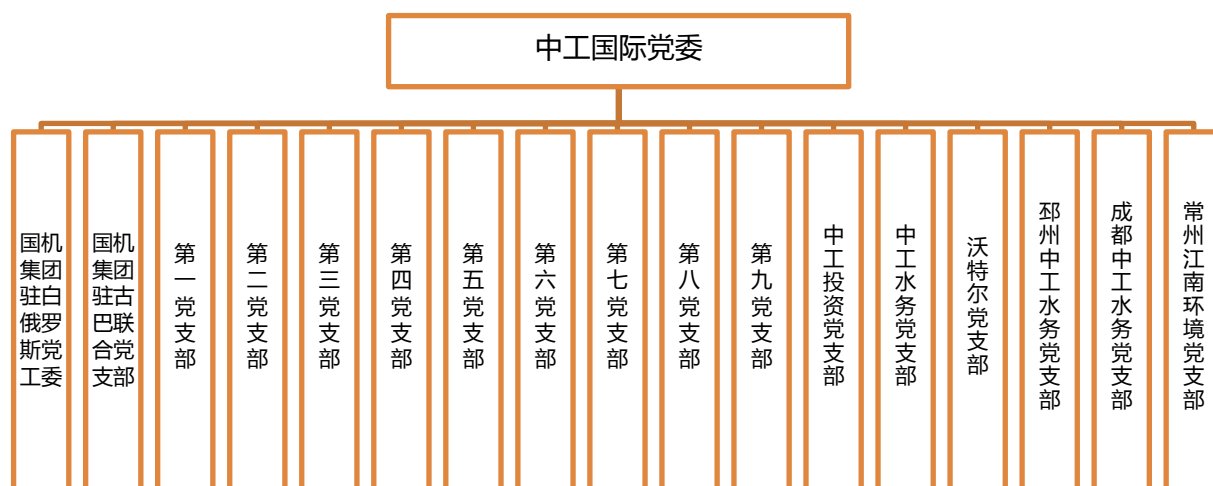 中工国际党委
国机集团驻白俄罗斯党工委
国机集团驻古巴联合党支部
第一党支部
第二党支部
第三党支部
第四党支部
第五党支部
第六党支部
第七党支部
第八党支部
第九党支部
中工投资党支部
中工水务党支部
沃特尔党支部
邳州中工水务党支部
成都中工水务党支部
常州江南环境党支部